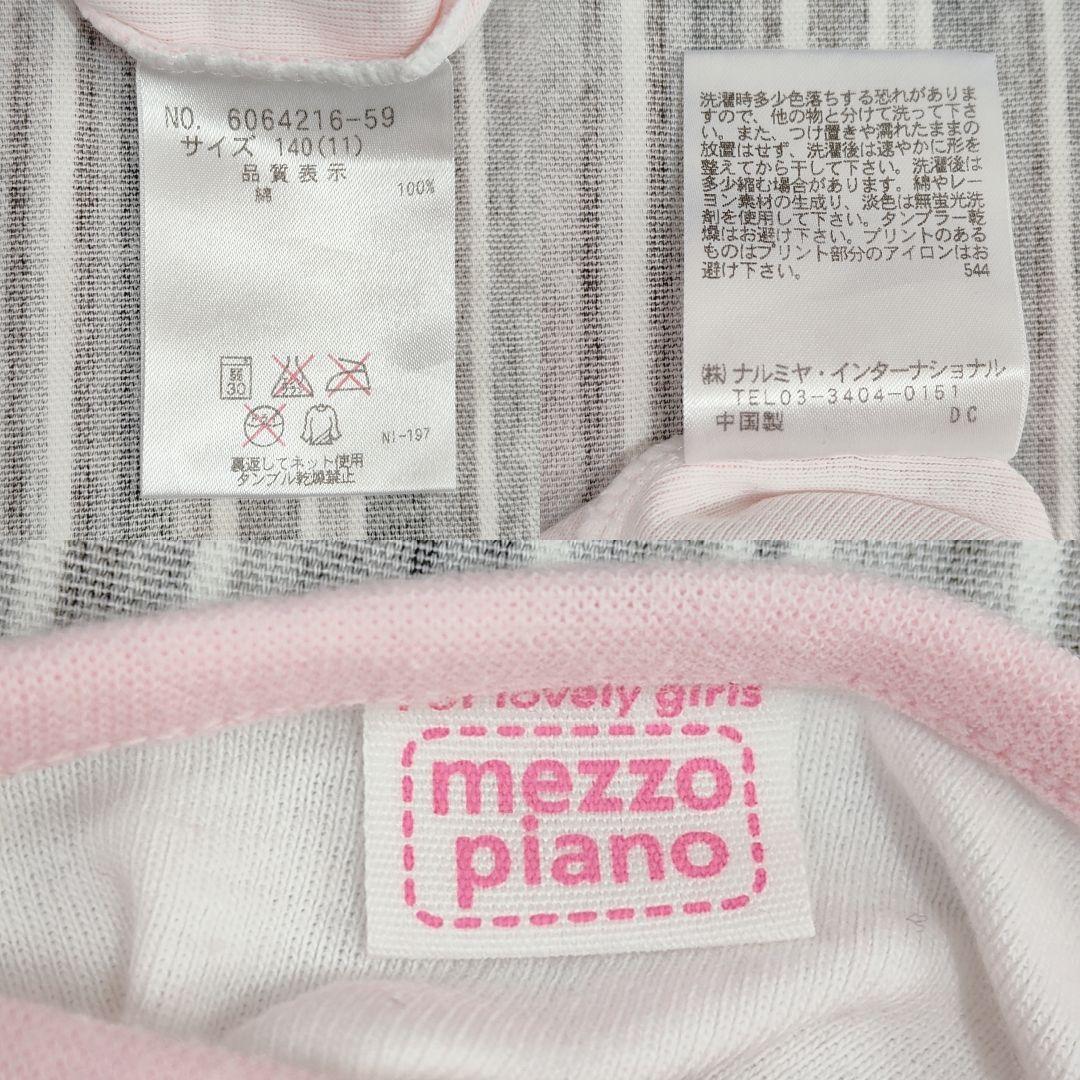 NO. 6064216-59
サイズ 140(11)
品質表示
綿 100%
弱
30
NI-197
裏返してネット使用
タンブル乾燥禁止
洗濯時多少色落ちする恐れがありま
すので、他の物と分けて洗って下さ
い。また、つけ置きや濡れたままの
放置はせず、洗濯後は速やかに形を
整えてから干して下さい。洗濯後は
多少縮む場合があります。綿やレー
ヨン素材の生成り、淡色は無蛍光洗
剤を使用して下さい。タンブラー乾
燥はお避け下さい。プリントのある
ものはプリント部分のアイロンはお
避け下さい。 544
㈱ナルミヤ・インターナショナル
TEL03-3404-0151
中国製 DC
lovely girls
mezzo
piano